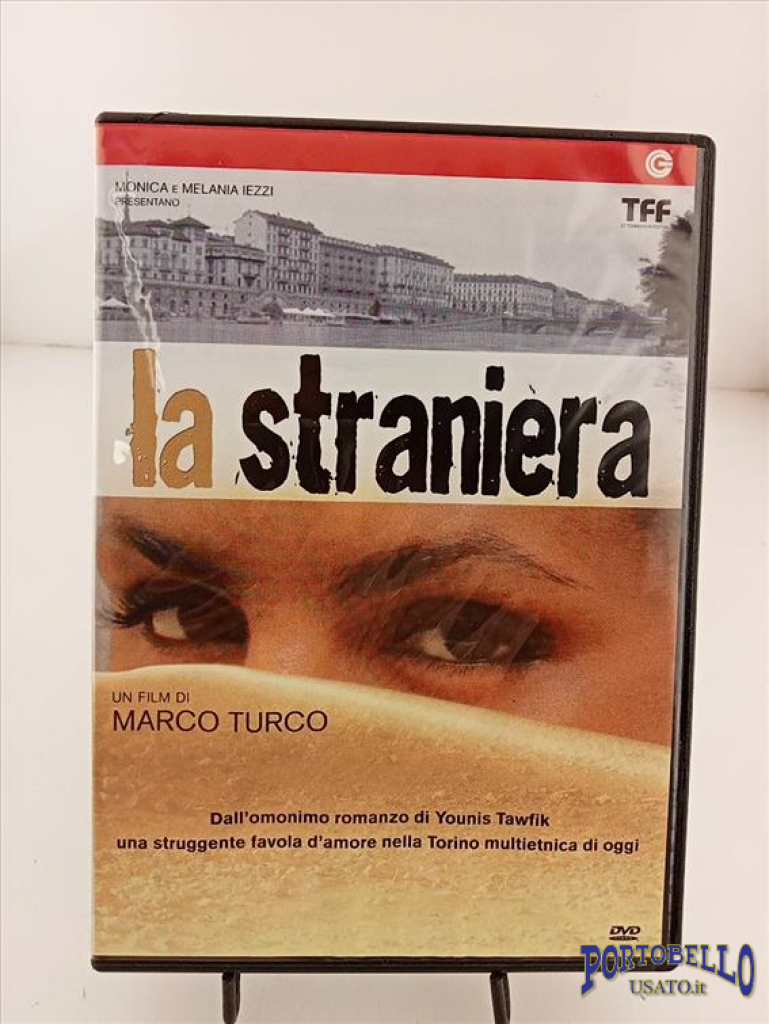 MONICA E MELANIA IEZZI
PRESENTANO
TFF
la straniera
UN FILM DI
MARCO TURCO
Dall'omonimo romanzo di Younis Tawfik
una struggente favola d'amore nella Torino multietnica di oggi
DVD
PORTOBELLO
USATO.it